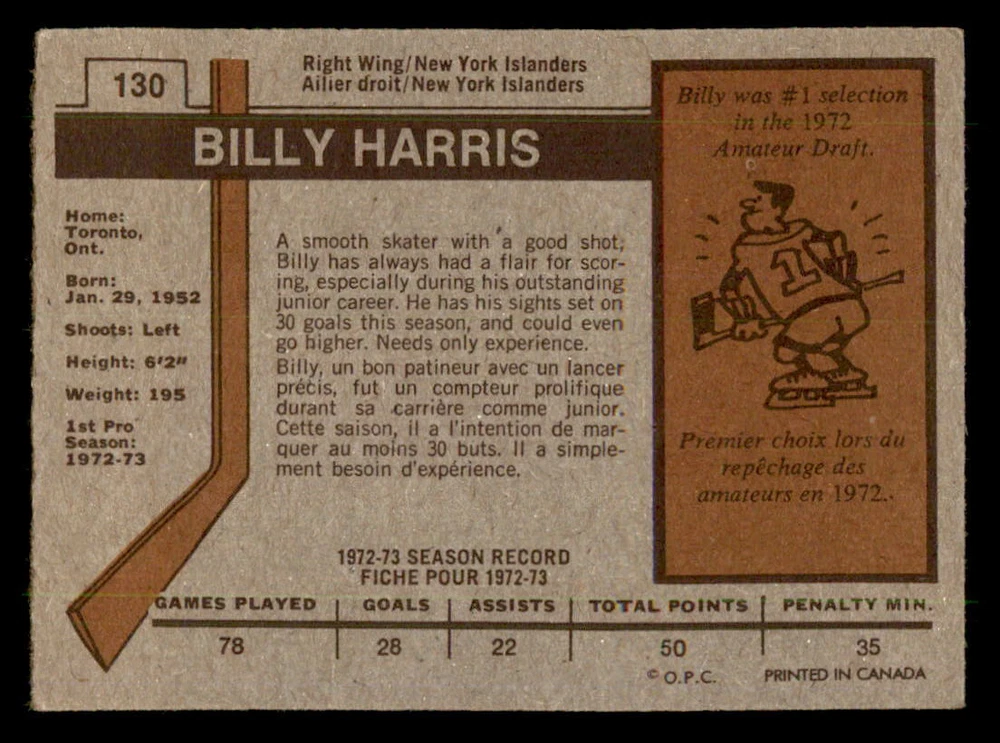 130
Right Wing/New York Islanders
Ailier droit/New York Islanders
BILLY HARRIS
Home:
Toronto,
Ont.
Born:
Jan. 29, 1952
Shoots: Left
Height: 6'2"
Weight: 195
1st Pro
Season:
1972-73
A smooth skater with a good shot,
Billy has always had a flair for scor-
ing, especially during his outstanding
junior career. He has his sights set on
30 goals this season, and could even
go higher. Needs only experience.
Billy, un bon patineur avec un lancer
précis, fut un compteur prolifique
durant sa carrière comme junior.
Cette saison, il a l'intention de mar-
quer au moins 30 buts. Il a simple-
ment besoin d'expérience.
Billy was #1 selection
in the 1972
Amateur Draft.
1
Premier choix lors du
repêchage des
amateurs en 1972.
1972-73 SEASON RECORD
FICHE POUR 1972-73
GAMES PLAYED GOALS ASSISTS TOTAL POINTS PENALTY MIN.
78 28 22 50 35
© O.P.C. PRINTED IN CANADA